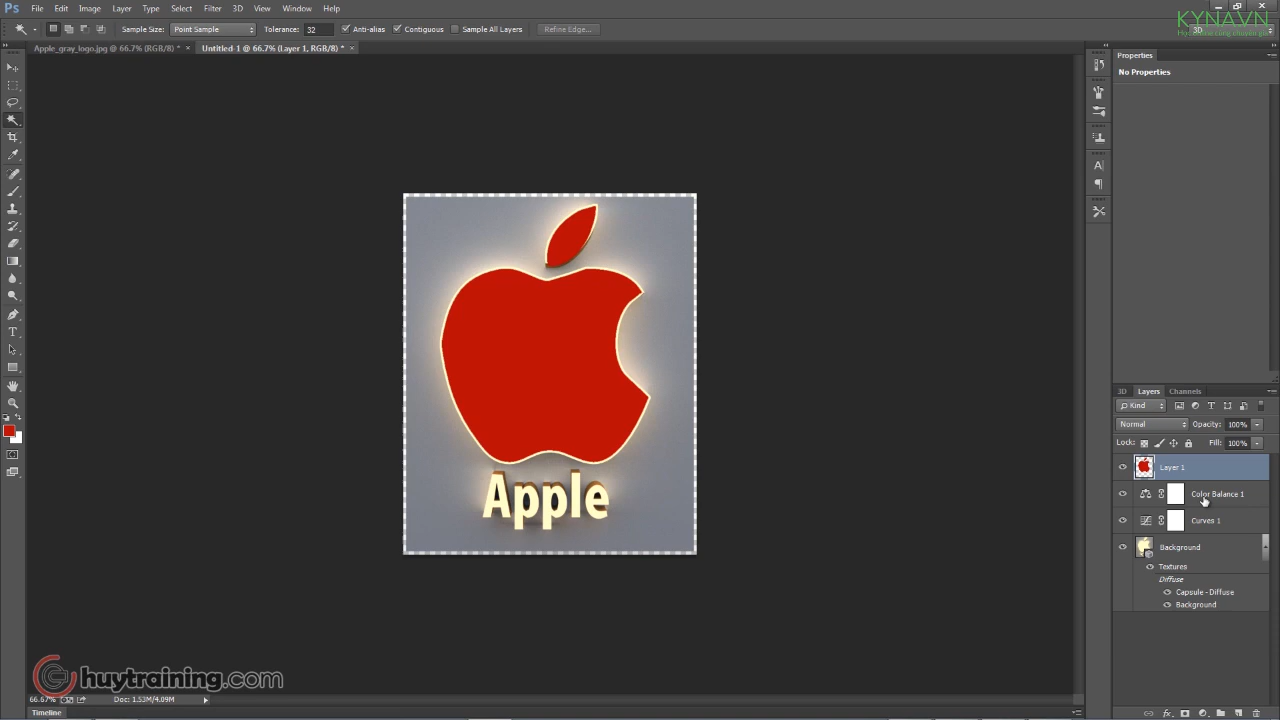 Ps File Edit Image Layer Type Select Filter 3D View Window Help
KYNAVN
Sample Size: Point Sample Tolerance: 32 Anti-alias Contiguous Sample All Layers Refine Edge...
3D
Apple_gray_logo.jpg @ 66.7% (RGB/8) * × Untitled-1 @ 66.7% (Layer 1, RGB/8) * ×
Properties
No Properties
3D Layers Channels
Kind
Normal Opacity: 100%
Lock: Fill: 100%
Layer 1
Color Balance 1
Curves 1
Background
Textures
Diffuse
Capsule - Diffuse
Background
Apple
huytraining.com
66.67% Doc: 1.53M/4.09M
Timeline